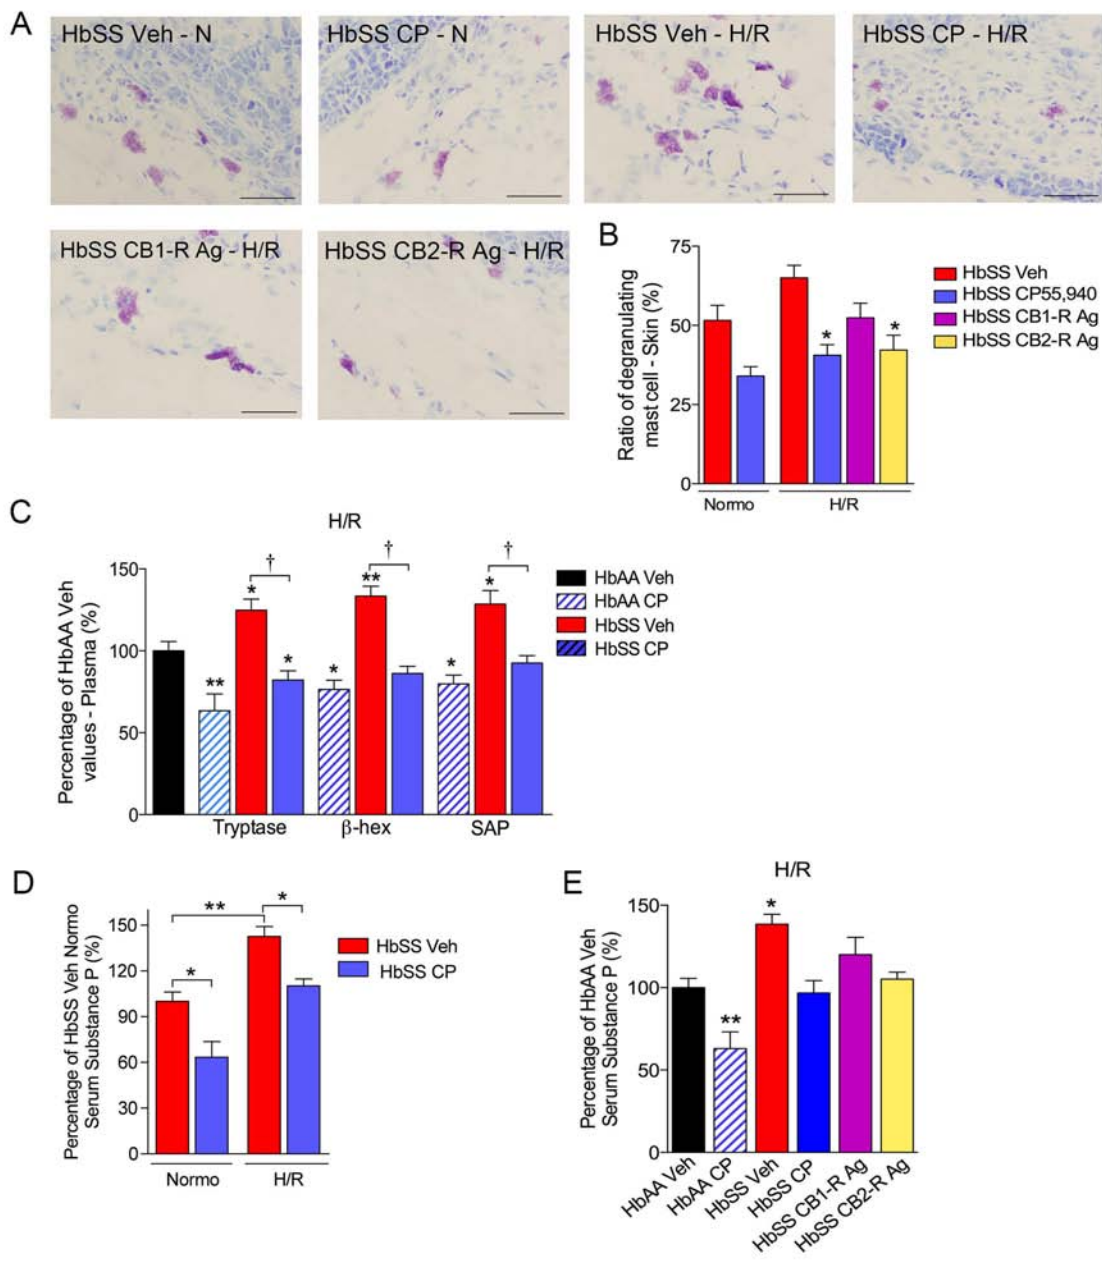 A
HbSS Veh - N
HbSS CP - N
HbSS Veh - H/R
HbSS CP - H/R
HbSS CB1-R Ag - H/R
HbSS CB2-R Ag - H/R
B
Ratio of degranulating
mast cell - Skin (%)
75
50
25
0
*
*
Normo
H/R
HbSS Veh
HbSS CP55,940
HbSS CB1-R Ag
HbSS CB2-R Ag
C
H/R
Percentage of HbAA Veh
values - Plasma (%)
150
100
50
0
**
*
†
*
*
**
†
*
*
†
Tryptase
β-hex
SAP
HbAA Veh
HbAA CP
HbSS Veh
HbSS CP
D
Percentage of HbSS Veh Normo
Serum Substance P (%)
150
120
90
60
30
0
*
**
*
Normo
H/R
HbSS Veh
HbSS CP
E
H/R
Percentage of HbAA Veh
Serum Substance P (%)
150
100
50
0
**
*
HbAA Veh
HbAA CP
HbSS Veh
HbSS CP
HbSS CB1-R Ag
HbSS CB2-R Ag